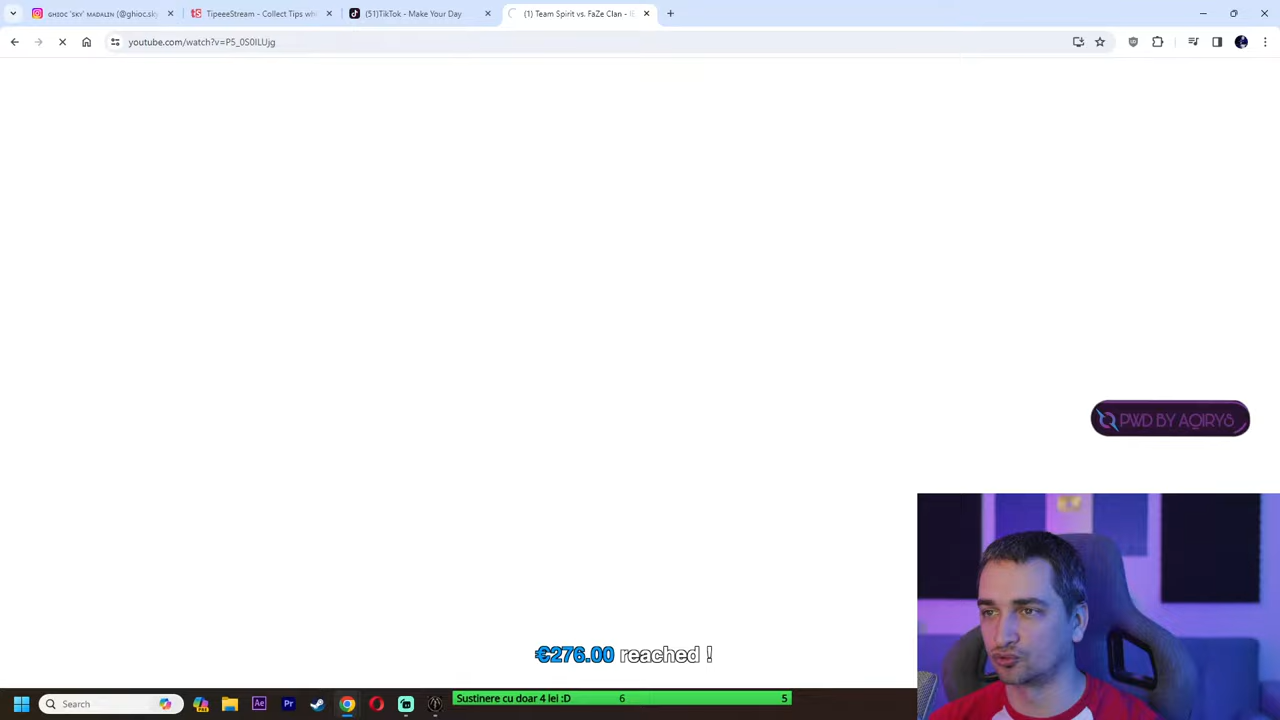 GHIOC 'SKY' MADALIN (@ghioc.sky
TipeeeStream - Collect Tips whi
(51)TikTok - Make Your Day
(1) Team Spirit vs. FaZe Clan - IE
youtube.com/watch?v=P5_0S0ILUjg
PWD BY AQIRYS
€276.00 reached !
Search
Sustinere cu doar 4 lei :D 6 5